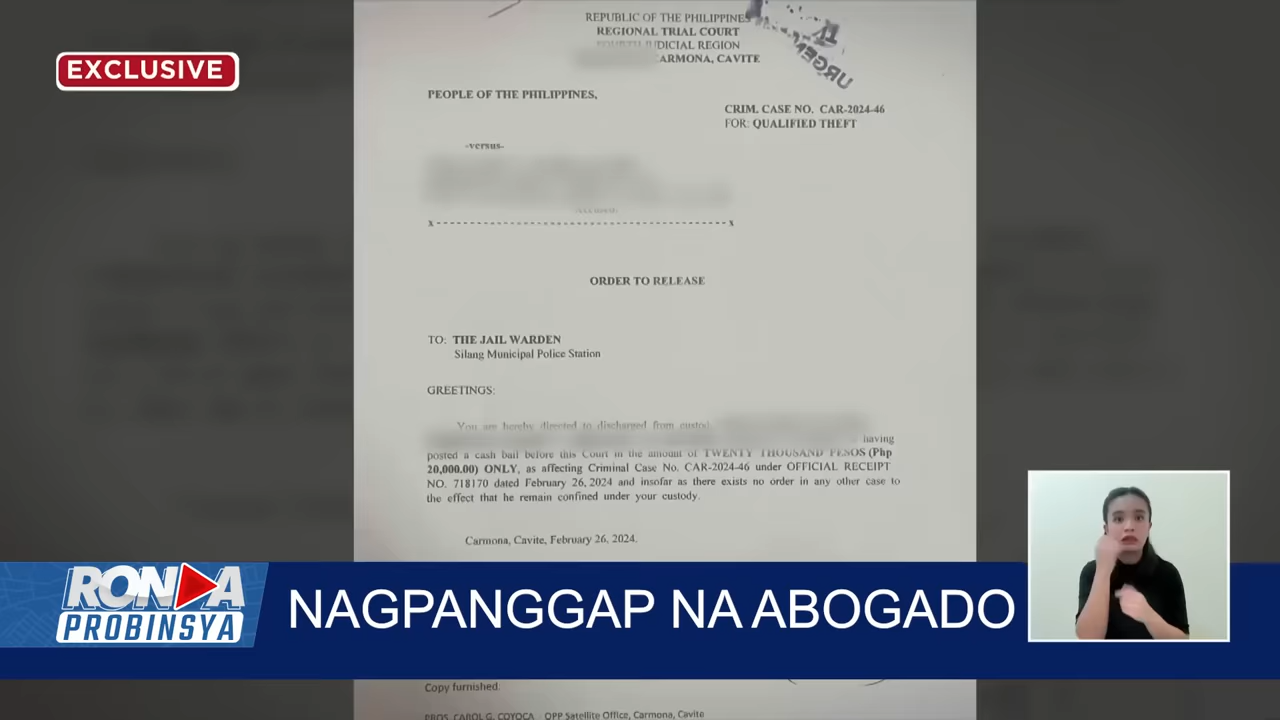 EXCLUSIVE
REPUBLIC OF THE PHILIPPINES
REGIONAL TRIAL COURT
FOURTH JUDICIAL REGION
CARMONA, CAVITE
URGENT
PEOPLE OF THE PHILIPPINES,
CRIM. CASE NO. CAR-2024-46
FOR: QUALIFIED THEFT
-versus-
x-----------------------------------------------x
ORDER TO RELEASE
TO: THE JAIL WARDEN
Silang Municipal Police Station
GREETINGS:
You are hereby directed to discharged from
having
posted a cash bail before this Court in the amount of TWENTY THOUSAND PESOS (Php
20,000.00) ONLY, as affecting Criminal Case No. CAR-2024-46 under OFFICIAL RECEIPT
NO. 718170 dated February 26, 2024 and insofar as there exists no order in any other case to
the effect that he remain confined under your custody.
Carmona, Cavite, February 26, 2024.
RONDA
PROBINSYA
NAGPANGGAP NA ABOGADO
Copy furnished.
PROS. CAROL G. COYOCA OPP Satellite Office, Carmona, Cavite